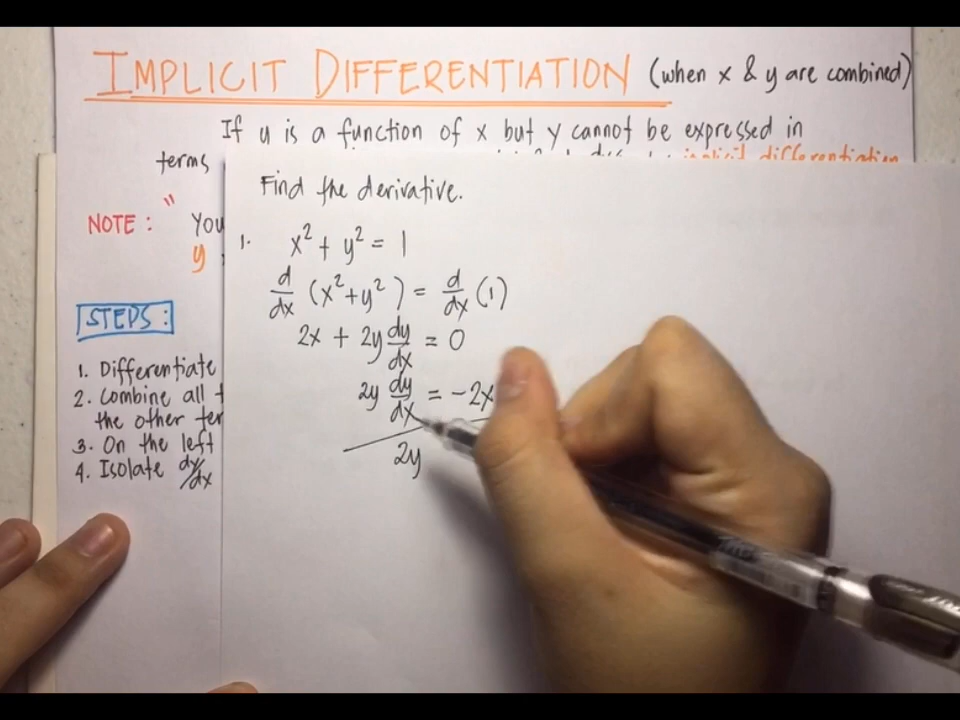 IMPLICIT DIFFERENTIATION (when x & y are combined)
If u is a function of x but y cannot be expressed in
terms implicit differentiation
NOTE: " You
y
STEPS:
1. Differentiate
2. Combine all
the other ter
3. On the left
4. Isolate dy/dx
Find the derivative.
1. x² + y² = 1
d/dx (x² + y²) = d/dx (1)
2x + 2y dy/dx = 0
2y dy/dx = -2x
2y